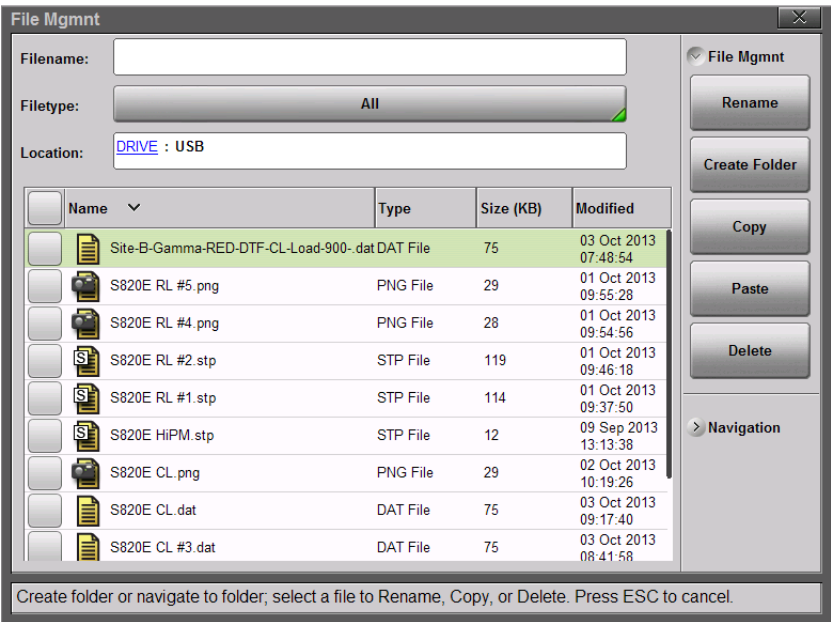 File Mgmnt
Filename:
Filetype: All
Location: DRIVE : USB
Name Type Size (KB) Modified
Site-B-Gamma-RED-DTF-CL-Load-900-.dat DAT File 75 03 Oct 2013 07:48:54
S820E RL #5.png PNG File 29 01 Oct 2013 09:55:28
S820E RL #4.png PNG File 28 01 Oct 2013 09:54:56
S S820E RL #2.stp STP File 119 01 Oct 2013 09:46:18
S S820E RL #1.stp STP File 114 01 Oct 2013 09:37:50
S S820E HiPM.stp STP File 12 09 Sep 2013 13:13:38
S820E CL.png PNG File 29 02 Oct 2013 10:19:26
S820E CL.dat DAT File 75 03 Oct 2013 09:17:40
S820E CL #3.dat DAT File 75 03 Oct 2013 08:41:58
File Mgmnt
Rename
Create Folder
Copy
Paste
Delete
Navigation
Create folder or navigate to folder; select a file to Rename, Copy, or Delete. Press ESC to cancel.